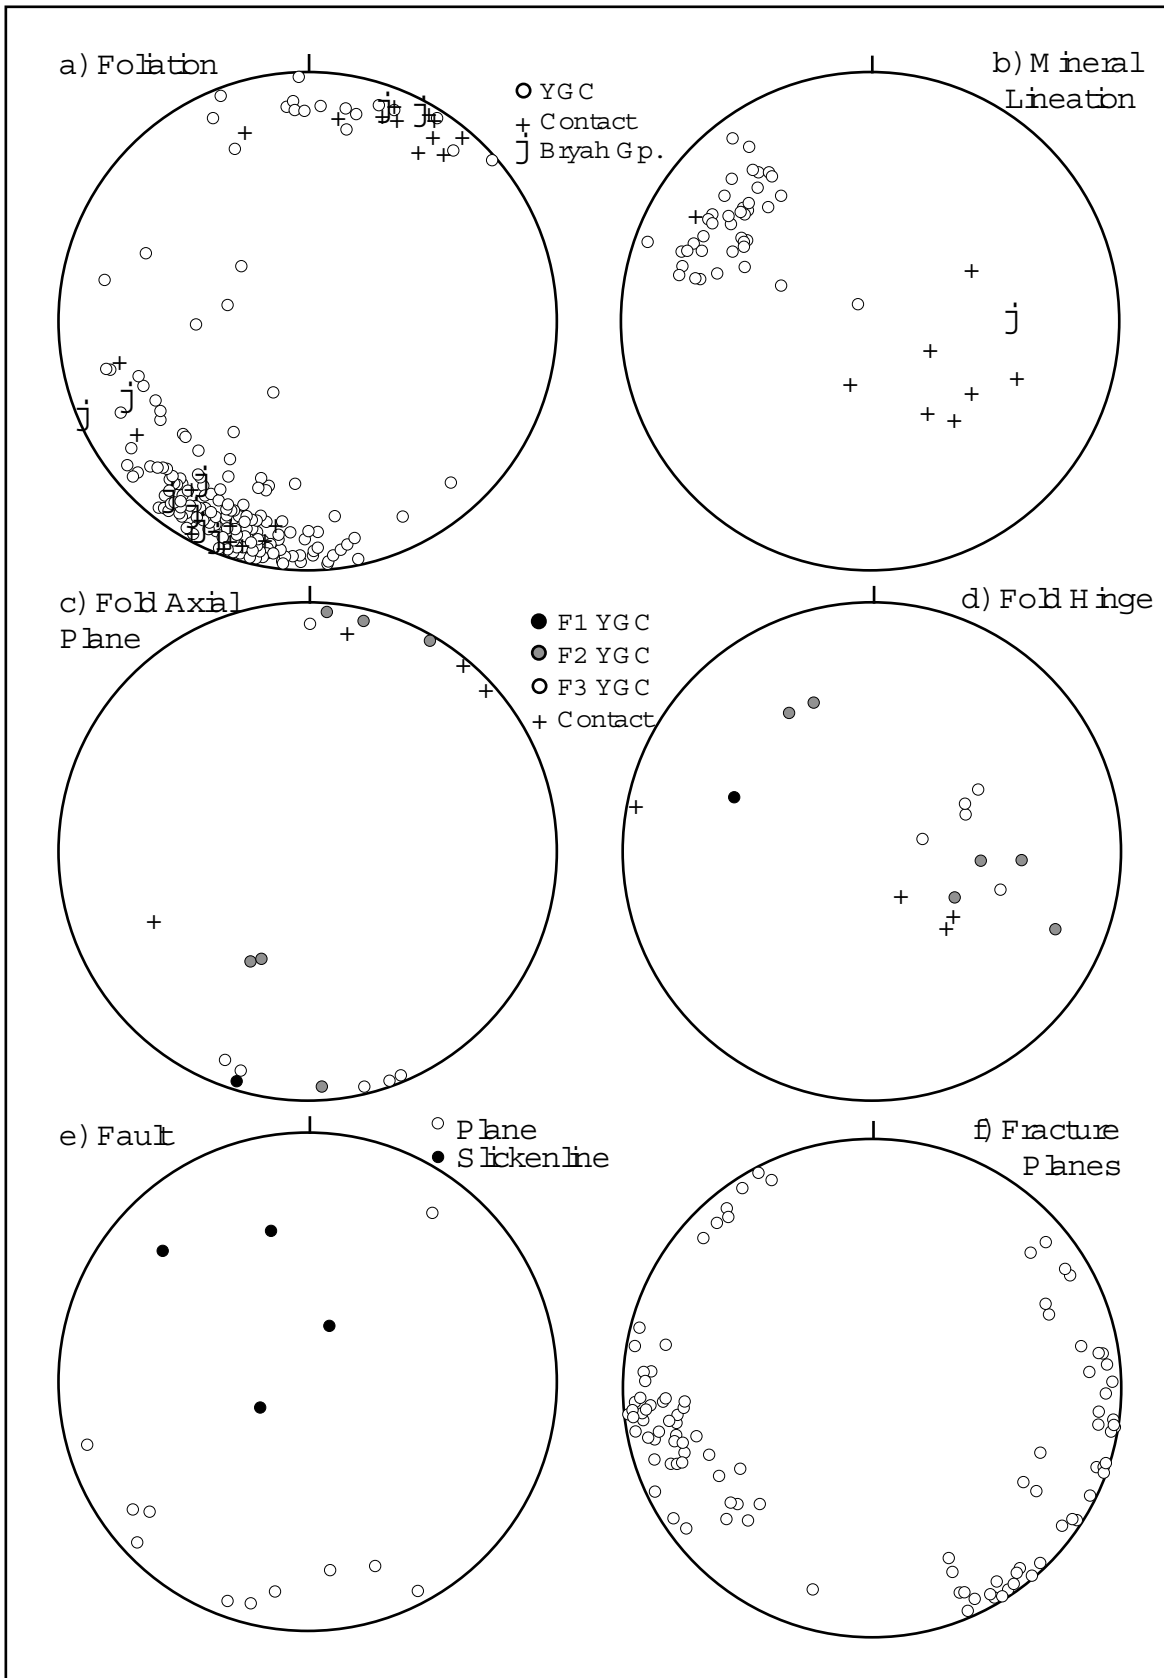 a) Foliation
YGC
+ Contact
j Bryah Gp.
b) Mineral
Lineation
c) Fold Axial
Plane
F1 YGC
F2 YGC
F3 YGC
+ Contact
d) Fold Hinge
e) Fault
Plane
Slickenline
f) Fracture
Planes